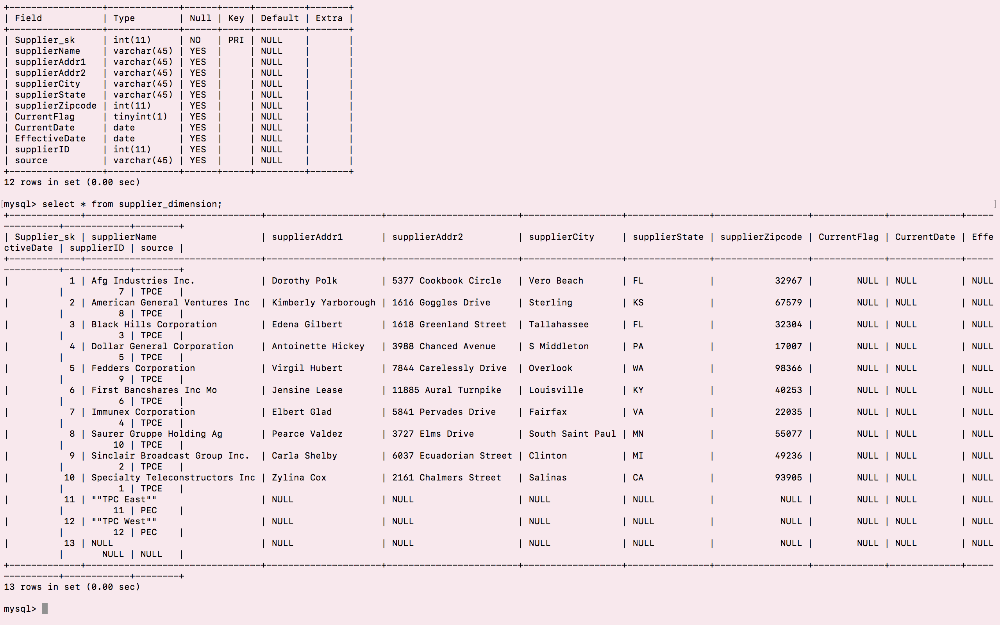 +-----------------+-------------+------+-----+---------+-------+
| Field           | Type        | Null | Key | Default | Extra |
+-----------------+-------------+------+-----+---------+-------+
| Supplier_sk     | int(11)     | NO   | PRI | NULL    |       |
| supplierName    | varchar(45) | YES  |     | NULL    |       |
| supplierAddr1   | varchar(45) | YES  |     | NULL    |       |
| supplierAddr2   | varchar(45) | YES  |     | NULL    |       |
| supplierCity    | varchar(45) | YES  |     | NULL    |       |
| supplierState   | varchar(45) | YES  |     | NULL    |       |
| supplierZipcode | int(11)     | YES  |     | NULL    |       |
| CurrentFlag     | tinyint(1)  | YES  |     | NULL    |       |
| CurrentDate     | date        | YES  |     | NULL    |       |
| EffectiveDate   | date        | YES  |     | NULL    |       |
| supplierID      | int(11)     | YES  |     | NULL    |       |
| source          | varchar(45) | YES  |     | NULL    |       |
+-----------------+-------------+------+-----+---------+-------+
12 rows in set (0.00 sec)

[mysql> select * from supplier_dimension; ]
+-------------+--------------------------------+---------------------+------------------------+------------------+---------------+-----------------+-------------+-------------+-----
----------+------------+--------+
| Supplier_sk | supplierName                   | supplierAddr1       | supplierAddr2          | supplierCity     | supplierState | supplierZipcode | CurrentFlag | CurrentDate | Effe
ctiveDate | supplierID | source |
+-------------+--------------------------------+---------------------+------------------------+------------------+---------------+-----------------+-------------+-------------+-----
----------+------------+--------+
|           1 | Afg Industries Inc.            | Dorothy Polk        | 5377 Cookbook Circle   | Vero Beach       | FL            |           32967 |        NULL | NULL        | NULL
          |          7 | TPCE   |
|           2 | American General Ventures Inc  | Kimberly Yarborough | 1616 Goggles Drive     | Sterling         | KS            |           67579 |        NULL | NULL        | NULL
          |          8 | TPCE   |
|           3 | Black Hills Corporation        | Edena Gilbert       | 1618 Greenland Street  | Tallahassee      | FL            |           32304 |        NULL | NULL        | NULL
          |          3 | TPCE   |
|           4 | Dollar General Corporation     | Antoinette Hickey   | 3988 Chanced Avenue    | S Middleton      | PA            |           17007 |        NULL | NULL        | NULL
          |          5 | TPCE   |
|           5 | Fedders Corporation            | Virgil Hubert       | 7844 Carelessly Drive  | Overlook         | WA            |           98366 |        NULL | NULL        | NULL
          |          9 | TPCE   |
|           6 | First Bancshares Inc Mo        | Jensine Lease       | 11885 Aural Turnpike   | Louisville       | KY            |           40253 |        NULL | NULL        | NULL
          |          6 | TPCE   |
|           7 | Immunex Corporation            | Elbert Glad         | 5841 Pervades Drive    | Fairfax          | VA            |           22035 |        NULL | NULL        | NULL
          |          4 | TPCE   |
|           8 | Saurer Gruppe Holding Ag       | Pearce Valdez       | 3727 Elms Drive        | South Saint Paul | MN            |           55077 |        NULL | NULL        | NULL
          |         10 | TPCE   |
|           9 | Sinclair Broadcast Group Inc.  | Carla Shelby        | 6037 Ecuadorian Street | Clinton          | MI            |           49236 |        NULL | NULL        | NULL
          |          2 | TPCE   |
|          10 | Specialty Teleconstructors Inc | Zylina Cox          | 2161 Chalmers Street   | Salinas          | CA            |           93905 |        NULL | NULL        | NULL
          |          1 | TPCE   |
|          11 | ""TPC East""                   | NULL                | NULL                   | NULL             | NULL          |            NULL |        NULL | NULL        | NULL
          |         11 | PEC    |
|          12 | ""TPC West""                   | NULL                | NULL                   | NULL             | NULL          |            NULL |        NULL | NULL        | NULL
          |         12 | PEC    |
|          13 | NULL                           | NULL                | NULL                   | NULL             | NULL          |            NULL |        NULL | NULL        | NULL
          |       NULL | NULL   |
+-------------+--------------------------------+---------------------+------------------------+------------------+---------------+-----------------+-------------+-------------+-----
----------+------------+--------+
13 rows in set (0.00 sec)

mysql>